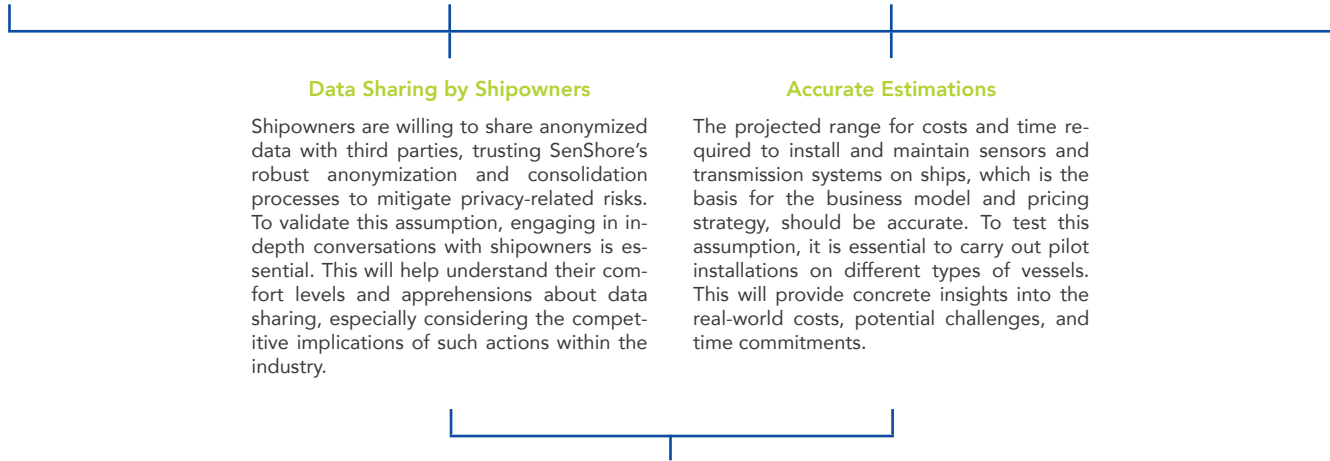 Data Sharing by Shipowners
Shipowners are willing to share anonymized
data with third parties, trusting SenShore’s
robust anonymization and consolidation
processes to mitigate privacy-related risks.
To validate this assumption, engaging in in-
depth conversations with shipowners is es-
sential. This will help understand their com-
fort levels and apprehensions about data
sharing, especially considering the compet-
itive implications of such actions within the
industry.
Accurate Estimations
The projected range for costs and time re-
quired to install and maintain sensors and
transmission systems on ships, which is the
basis for the business model and pricing
strategy, should be accurate. To test this
assumption, it is essential to carry out pilot
installations on different types of vessels.
This will provide concrete insights into the
real-world costs, potential challenges, and
time commitments.